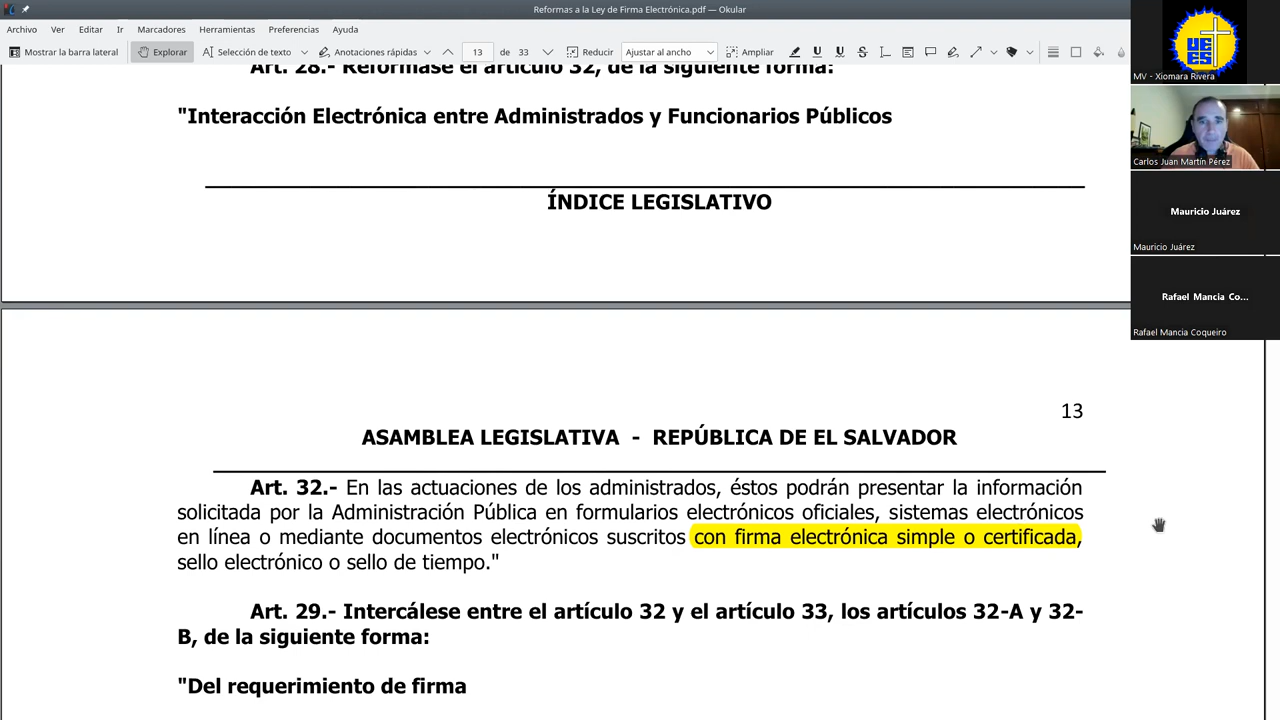 Reformas a la Ley de Firma Electrónica.pdf — Okular
Archivo Ver Editar Ir Marcadores Herramientas Preferencias Ayuda
Mostrar la barra lateral Explorar Selección de texto Anotaciones rápidas 13 de 33 Reducir Ajustar al ancho Ampliar
Art. 28.- Refórmase el artículo 32, de la siguiente forma:
"Interacción Electrónica entre Administrados y Funcionarios Públicos
ÍNDICE LEGISLATIVO
13
ASAMBLEA LEGISLATIVA - REPÚBLICA DE EL SALVADOR
Art. 32.- En las actuaciones de los administrados, éstos podrán presentar la información
solicitada por la Administración Pública en formularios electrónicos oficiales, sistemas electrónicos
en línea o mediante documentos electrónicos suscritos con firma electrónica simple o certificada,
sello electrónico o sello de tiempo."
Art. 29.- Intercálese entre el artículo 32 y el artículo 33, los artículos 32-A y 32-
B, de la siguiente forma:
"Del requerimiento de firma
UE
ES
MV - Xiomara Rivera
Carlos Juan Martín Pérez
Mauricio Juárez
Mauricio Juárez
Rafael Mancia Co...
Rafael Mancia Coqueiro